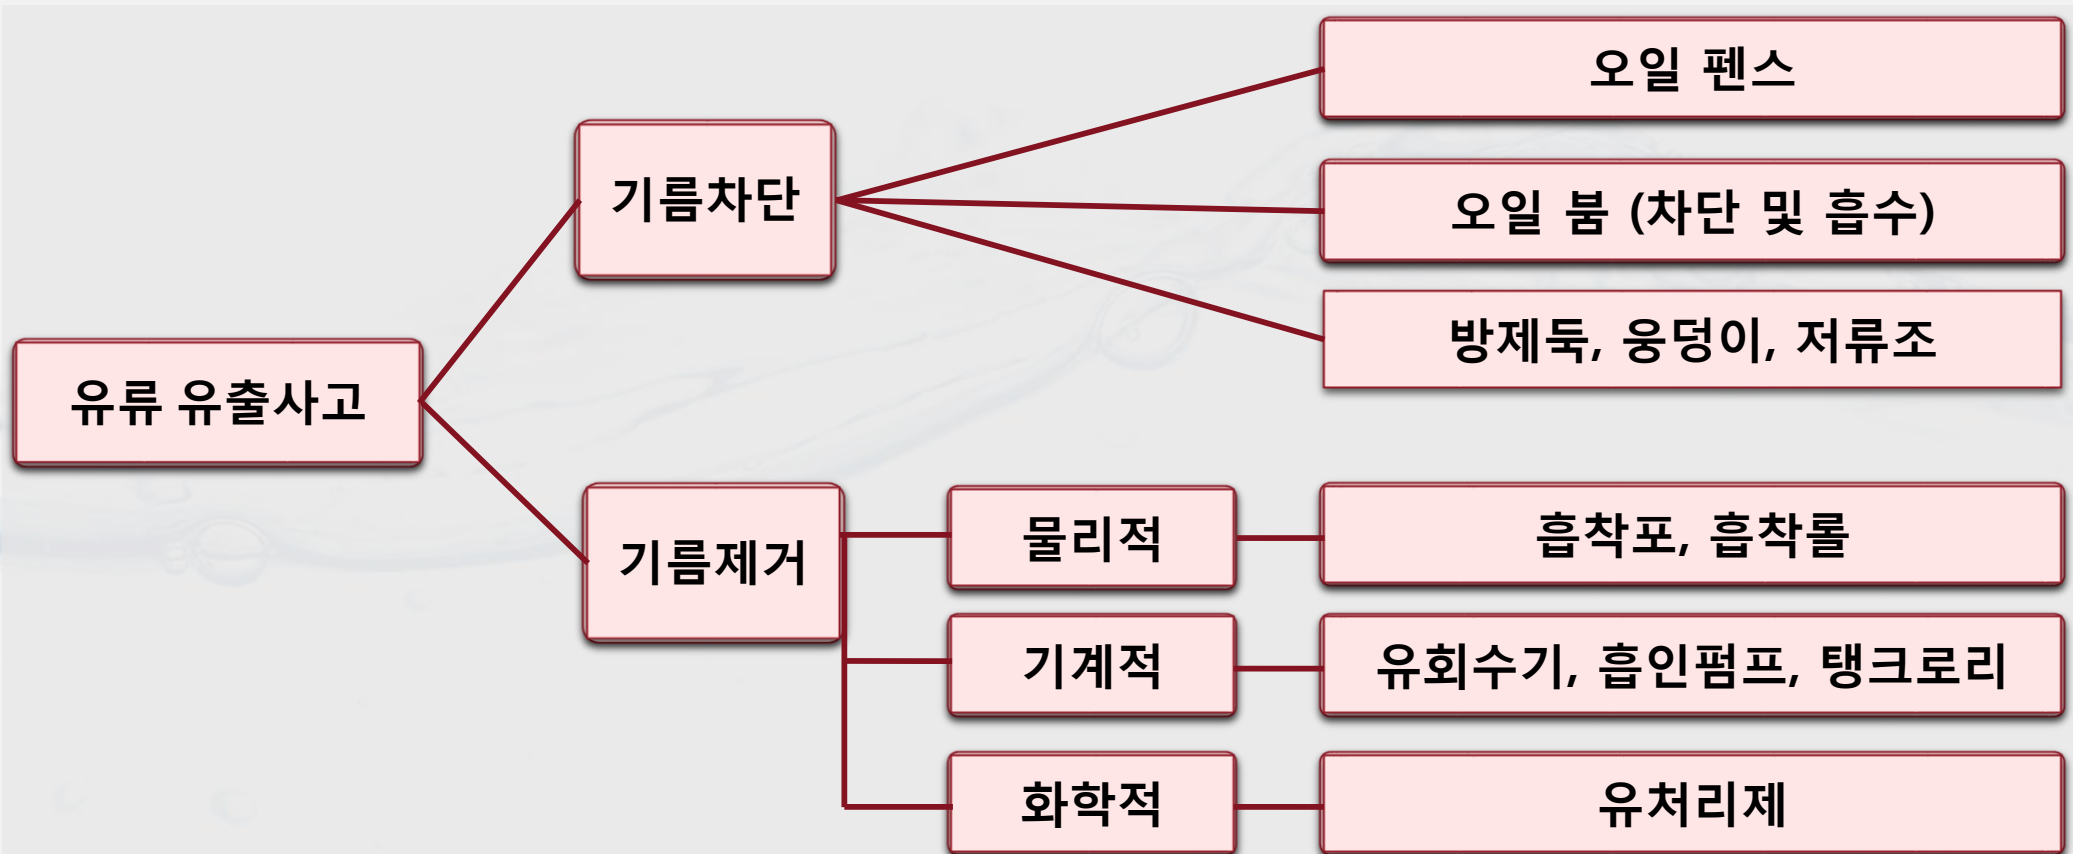 유류 유출사고
기름차단
오일 펜스
오일 붐 (차단 및 흡수)
방제둑, 웅덩이, 저류조
기름제거
물리적
흡착포, 흡착롤
기계적
유회수기, 흡인펌프, 탱크로리
화학적
유처리제